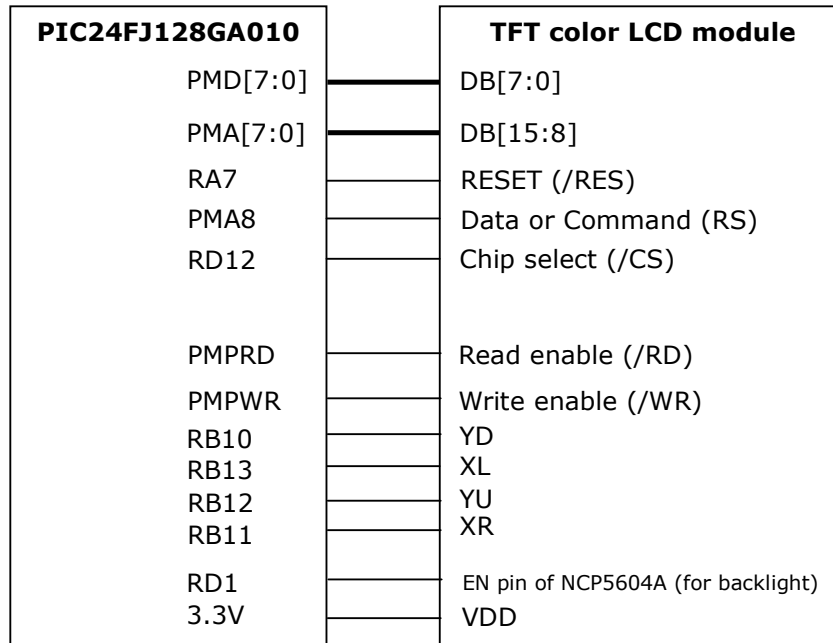 PIC24FJ128GA010 TFT color LCD module
PMD[7:0] DB[7:0]
PMA[7:0] DB[15:8]
RA7 RESET (/RES)
PMA8 Data or Command (RS)
RD12 Chip select (/CS)
PMPRD Read enable (/RD)
PMPWR Write enable (/WR)
RB10 YD
RB13 XL
RB12 YU
RB11 XR
RD1 EN pin of NCP5604A (for backlight)
3.3V VDD